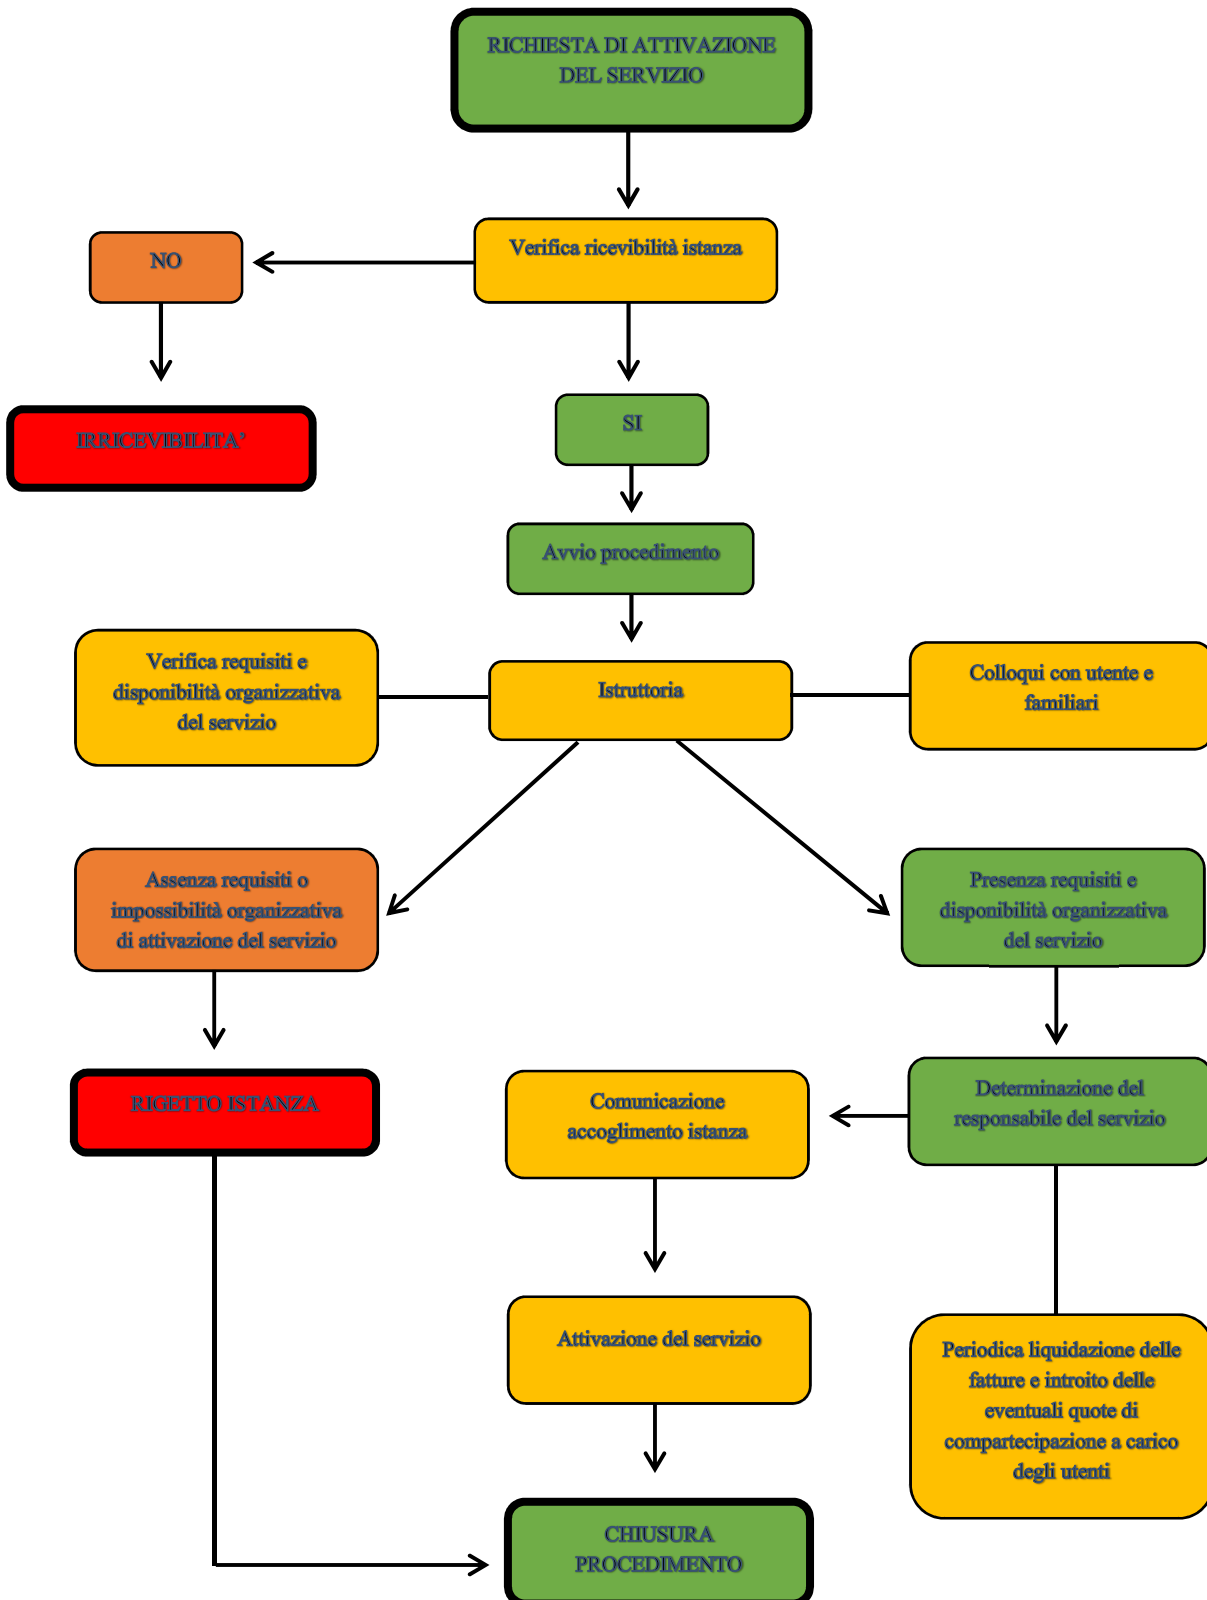 RICHIESTA DI ATTIVAZIONE
DEL SERVIZIO
Verifica ricevibilità istanza
NO
IRRICEVIBILITA’
SI
Avvio procedimento
Verifica requisiti e
disponibilità organizzativa
del servizio
Istruttoria
Colloqui con utente e
familiari
Assenza requisiti o
impossibilità organizzativa
di attivazione del servizio
Presenza requisiti e
disponibilità organizzativa
del servizio
RIGETTO ISTANZA
Comunicazione
accoglimento istanza
Determinazione del
responsabile del servizio
Attivazione del servizio
Periodica liquidazione delle
fatture e introito delle
eventuali quote di
compartecipazione a carico
degli utenti
CHIUSURA
PROCEDIMENTO